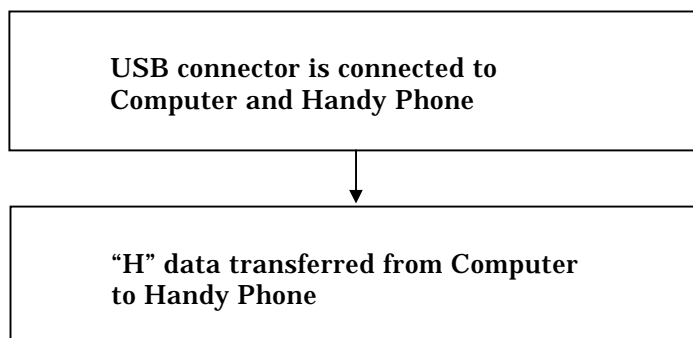 USB connector is connected to
Computer and Handy Phone
“H” data transferred from Computer
to Handy Phone